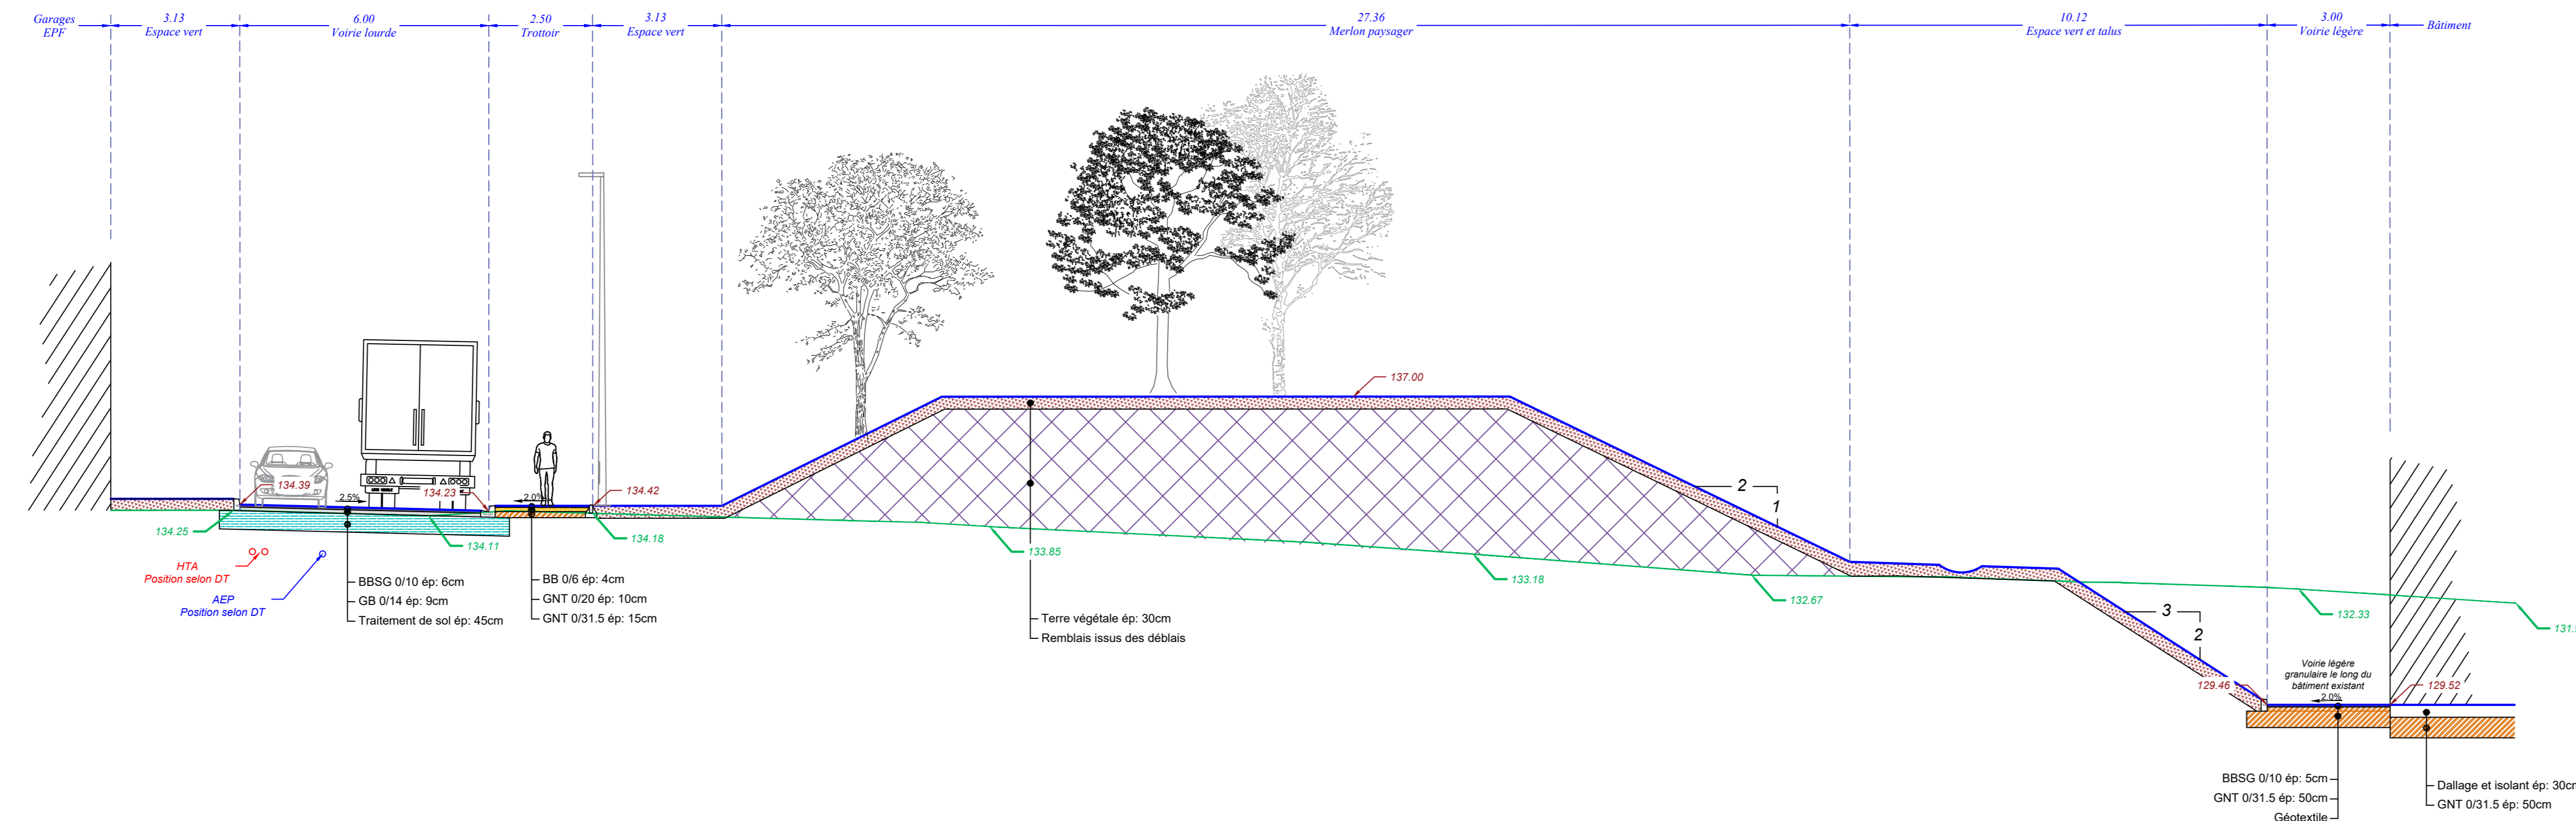 Garages
EPF
3.13
Espace vert
6.00
Voirie lourde
2.50
Trottoir
3.13
Espace vert
27.36
Merlon paysager
10.12
Espace vert et talus
3.00
Voirie légère
Bâtiment
137.00
134.39
2.5%
134.23
2.0%
134.42
134.25
134.11
134.18
133.85
133.18
132.67
132.33
131.
2
1
3
2
HTA
Position selon DT
AEP
Position selon DT
BBSG 0/10 ép: 6cm
GB 0/14 ép: 9cm
Traitement de sol ép: 45cm
BB 0/6 ép: 4cm
GNT 0/20 ép: 10cm
GNT 0/31.5 ép: 15cm
Terre végétale ép: 30cm
Remblais issus des déblais
Voirie légère
granulaire le long du
bâtiment existant
2.0%
129.46
129.52
BBSG 0/10 ép: 5cm
GNT 0/31.5 ép: 50cm
Géotextile
Dallage et isolant ép: 30cm
GNT 0/31.5 ép: 50cm